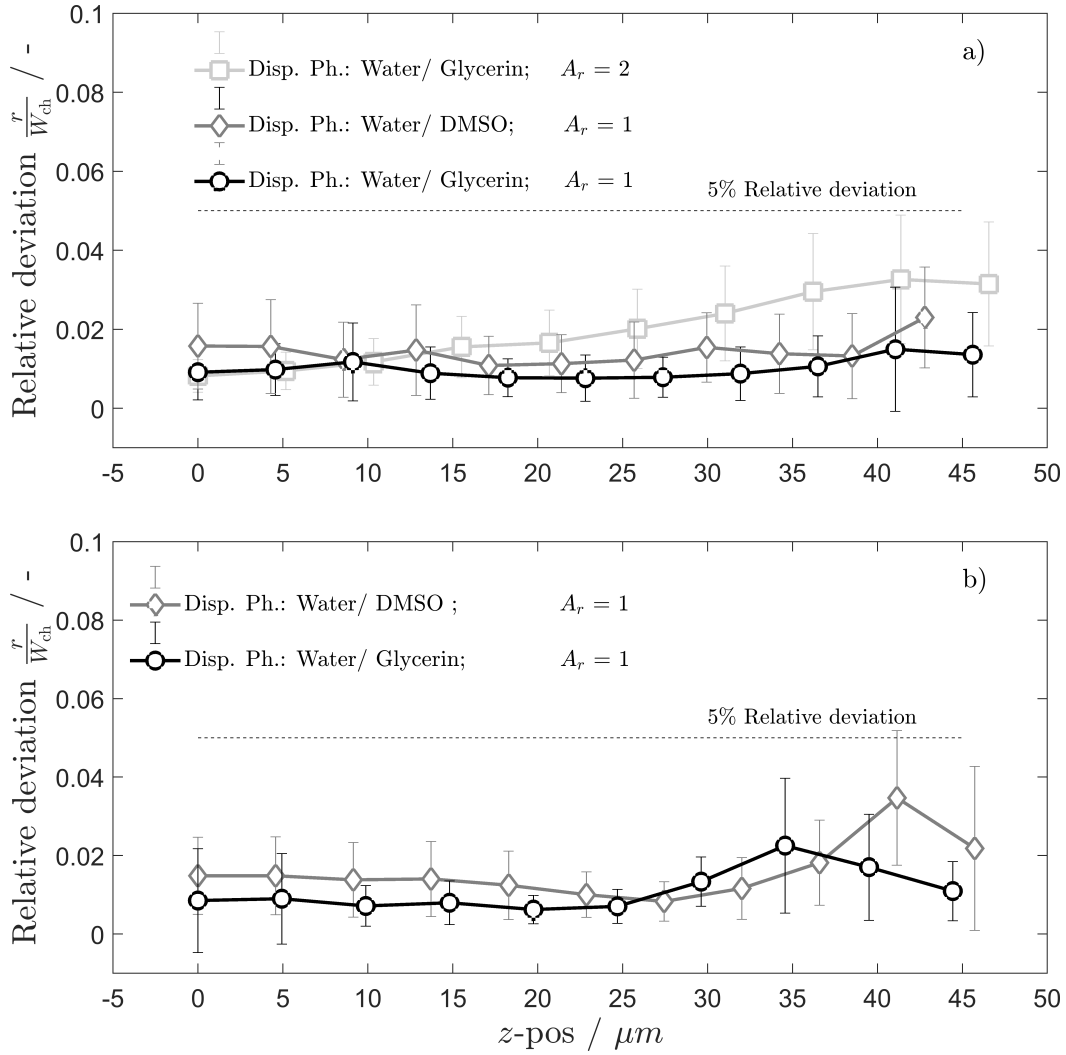 0.1
a)
Disp. Ph.: Water/ Glycerin; A_r = 2
0.08
Disp. Ph.: Water/ DMSO; A_r = 1
0.06
Disp. Ph.: Water/ Glycerin; A_r = 1
5% Relative deviation
0.04
0.02
0
Relative deviation r/W_ch / -
-5 0 5 10 15 20 25 30 35 40 45 50
0.1
b)
Disp. Ph.: Water/ DMSO ; A_r = 1
0.08
Disp. Ph.: Water/ Glycerin; A_r = 1
0.06
5% Relative deviation
0.04
0.02
0
Relative deviation r/W_ch / -
-5 0 5 10 15 20 25 30 35 40 45 50
z-pos / μm